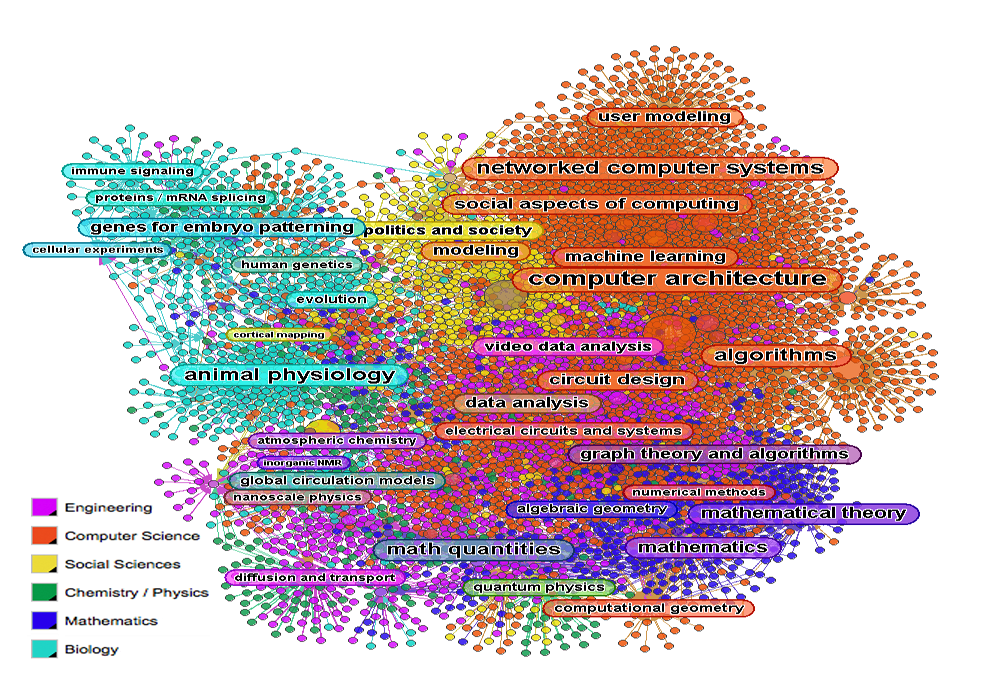 user modeling
networked computer systems
immune signaling
proteins / mRNA splicing
social aspects of computing
genes for embryo patterning
politics and society
cellular experiments
modeling
machine learning
human genetics
computer architecture
evolution
cortical mapping
video data analysis
algorithms
animal physiology
circuit design
data analysis
electrical circuits and systems
atmospheric chemistry
graph theory and algorithms
inorganic NMR
global circulation models
numerical methods
nanoscale physics
algebraic geometry
mathematical theory
math quantities
mathematics
diffusion and transport
quantum physics
computational geometry
Engineering
Computer Science
Social Sciences
Chemistry / Physics
Mathematics
Biology